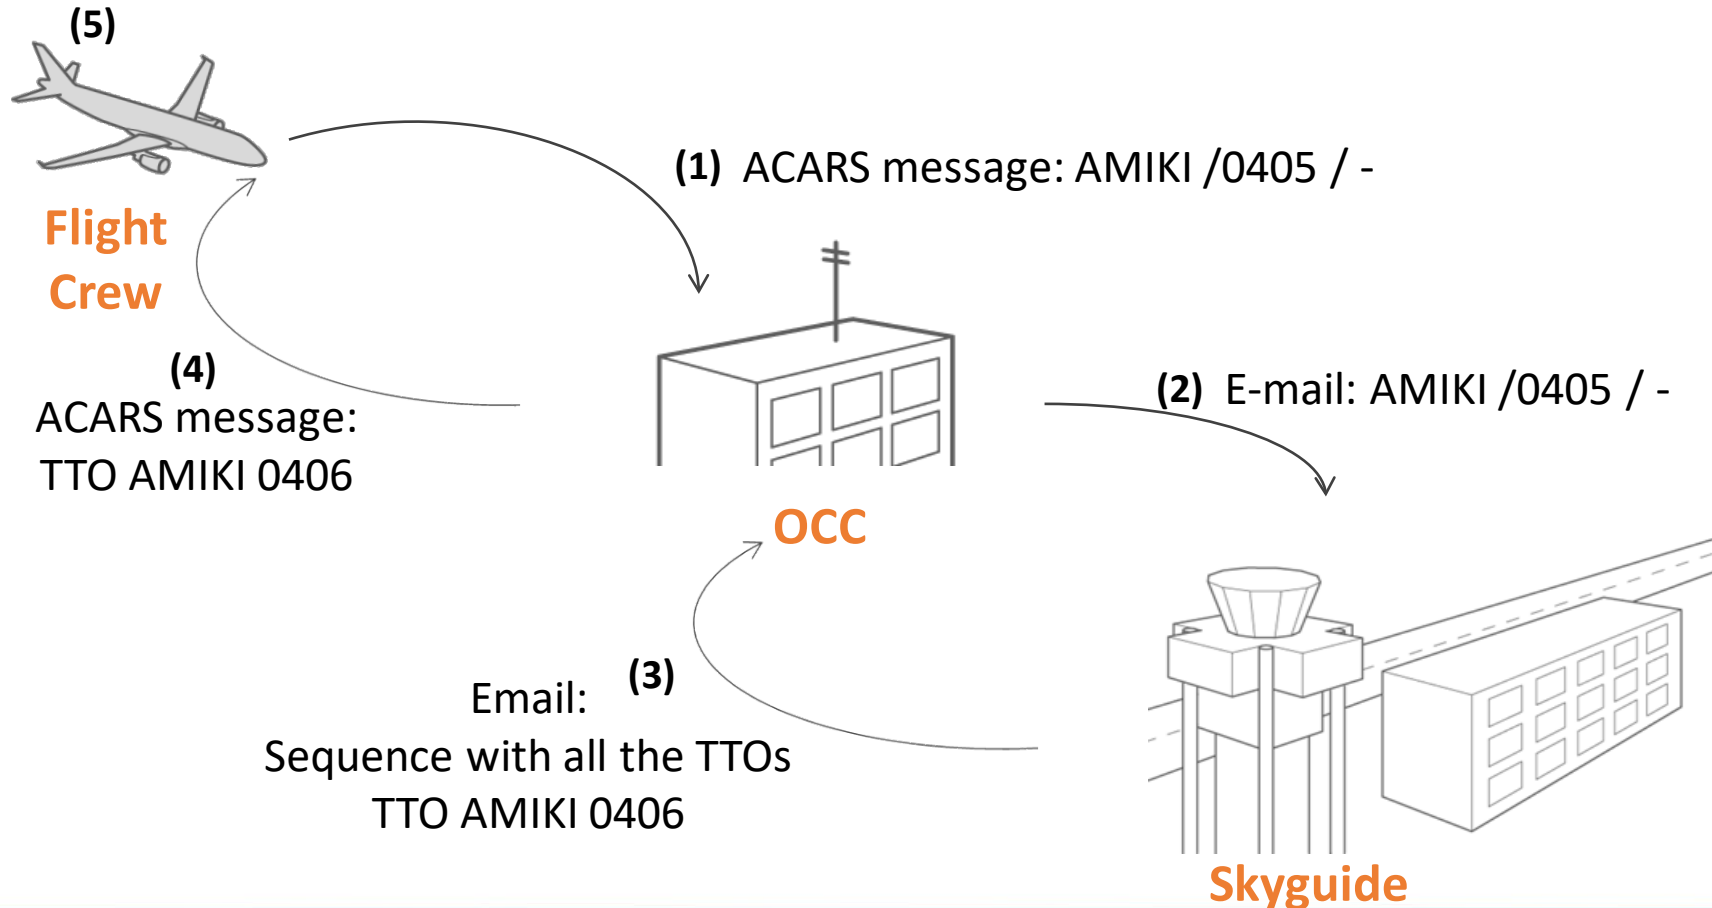 (5)
Flight
Crew
(1) ACARS message: AMIKI /0405 / -
(4)
ACARS message:
TTO AMIKI 0406
(2) E-mail: AMIKI /0405 / -
OCC
(3)
Email:
Sequence with all the TTOs
TTO AMIKI 0406
Skyguide